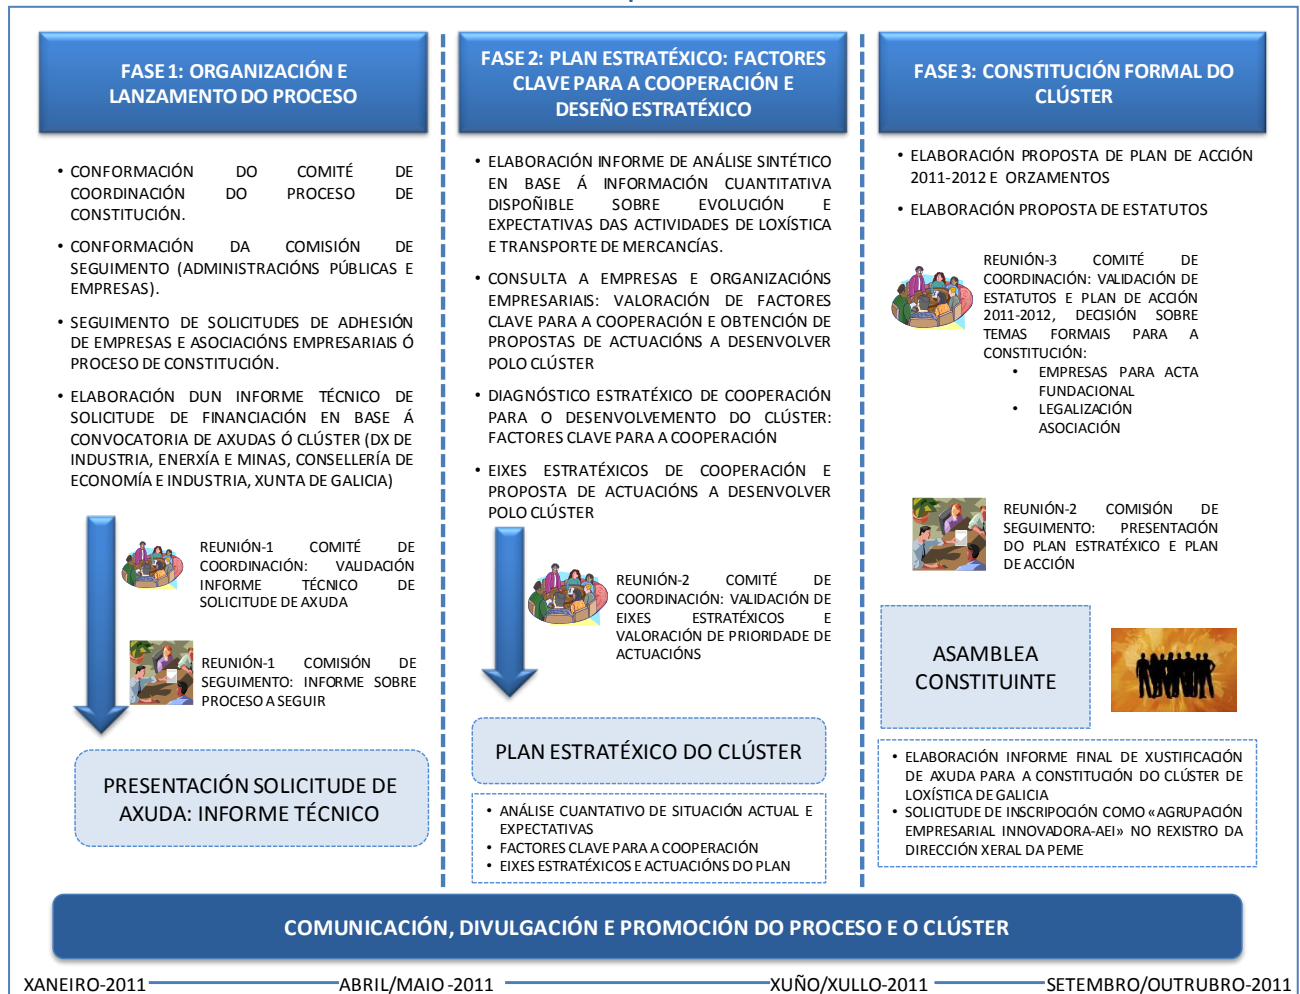 FASE 1: ORGANIZACIÓN E
LANZAMENTO DO PROCESO
• CONFORMACIÓN DO COMITÉ DE
COORDINACIÓN DO PROCESO DE
CONSTITUCIÓN.
• CONFORMACIÓN DA COMISIÓN DE
SEGUIMENTO (ADMINISTRACIÓNS PÚBLICAS E
EMPRESAS).
• SEGUIMENTO DE SOLICITUDES DE ADHESIÓN
DE EMPRESAS E ASOCIACIÓNS EMPRESARIAIS Ó
PROCESO DE CONSTITUCIÓN.
• ELABORACIÓN DUN INFORME TÉCNICO DE
SOLICITUDE DE FINANCIACIÓN EN BASE Á
CONVOCATORIA DE AXUDAS Ó CLÚSTER (DX DE
INDUSTRIA, ENERXÍA E MINAS, CONSELLERÍA DE
ECONOMÍA E INDUSTRIA, XUNTA DE GALICIA)
REUNIÓN-1 COMITÉ DE
COORDINACIÓN: VALIDACIÓN
INFORME TÉCNICO DE
SOLICITUDE DE AXUDA
REUNIÓN-1 COMISIÓN DE
SEGUIMENTO: INFORME SOBRE
PROCESO A SEGUIR
PRESENTACIÓN SOLICITUDE DE
AXUDA: INFORME TÉCNICO
FASE 2: PLAN ESTRATÉXICO: FACTORES
CLAVE PARA A COOPERACIÓN E
DESEÑO ESTRATÉXICO
• ELABORACIÓN INFORME DE ANÁLISE SINTÉTICO
EN BASE Á INFORMACIÓN CUANTITATIVA
DISPOÑIBLE SOBRE EVOLUCIÓN E
EXPECTATIVAS DAS ACTIVIDADES DE LOXÍSTICA
E TRANSPORTE DE MERCANCÍAS.
• CONSULTA A EMPRESAS E ORGANIZACIÓNS
EMPRESARIAIS: VALORACIÓN DE FACTORES
CLAVE PARA A COOPERACIÓN E OBTENCIÓN DE
PROPOSTAS DE ACTUACIÓNS A DESENVOLVER
POLO CLÚSTER
• DIAGNÓSTICO ESTRATÉXICO DE COOPERACIÓN
PARA O DESENVOLVEMENTO DO CLÚSTER:
FACTORES CLAVE PARA A COOPERACIÓN
• EIXES ESTRATÉXICOS DE COOPERACIÓN E
PROPOSTA DE ACTUACIÓNS A DESENVOLVER
POLO CLÚSTER
REUNIÓN-2 COMITÉ DE
COORDINACIÓN: VALIDACIÓN DE
EIXES ESTRATÉXICOS E
VALORACIÓN DE PRIORIDADE DE
ACTUACIÓNS
PLAN ESTRATÉXICO DO CLÚSTER
• ANÁLISE CUANTATIVO DE SITUACIÓN ACTUAL E
EXPECTATIVAS
• FACTORES CLAVE PARA A COOPERACIÓN
• EIXES ESTRATÉXICOS E ACTUACIÓNS DO PLAN
FASE 3: CONSTITUCIÓN FORMAL DO
CLÚSTER
• ELABORACIÓN PROPOSTA DE PLAN DE ACCIÓN
2011-2012 E ORZAMENTOS
• ELABORACIÓN PROPOSTA DE ESTATUTOS
REUNIÓN-3 COMITÉ DE
COORDINACIÓN: VALIDACIÓN DE
ESTATUTOS E PLAN DE ACCIÓN
2011-2012, DECISIÓN SOBRE
TEMAS FORMAIS PARA A
CONSTITUCIÓN:
• EMPRESAS PARA ACTA
FUNDACIONAL
• LEGALIZACIÓN
ASOCIACIÓN
REUNIÓN-2 COMISIÓN DE
SEGUIMENTO: PRESENTACIÓN
DO PLAN ESTRATÉXICO E PLAN
DE ACCIÓN
ASAMBLEA
CONSTITUINTE
• ELABORACIÓN INFORME FINAL DE XUSTIFICACIÓN
DE AXUDA PARA A CONSTITUCIÓN DO CLÚSTER DE
LOXÍSTICA DE GALICIA
• SOLICITUDE DE INSCRIPOCIÓN COMO «AGRUPACIÓN
EMPRESARIAL INNOVADORA-AEI» NO REXISTRO DA
DIRECCIÓN XERAL DA PEME
COMUNICACIÓN, DIVULGACIÓN E PROMOCIÓN DO PROCESO E O CLÚSTER
XANEIRO-2011 ABRIL/MAIO -2011 XUÑO/XULLO-2011 SETEMBRO/OUTRUBRO-2011